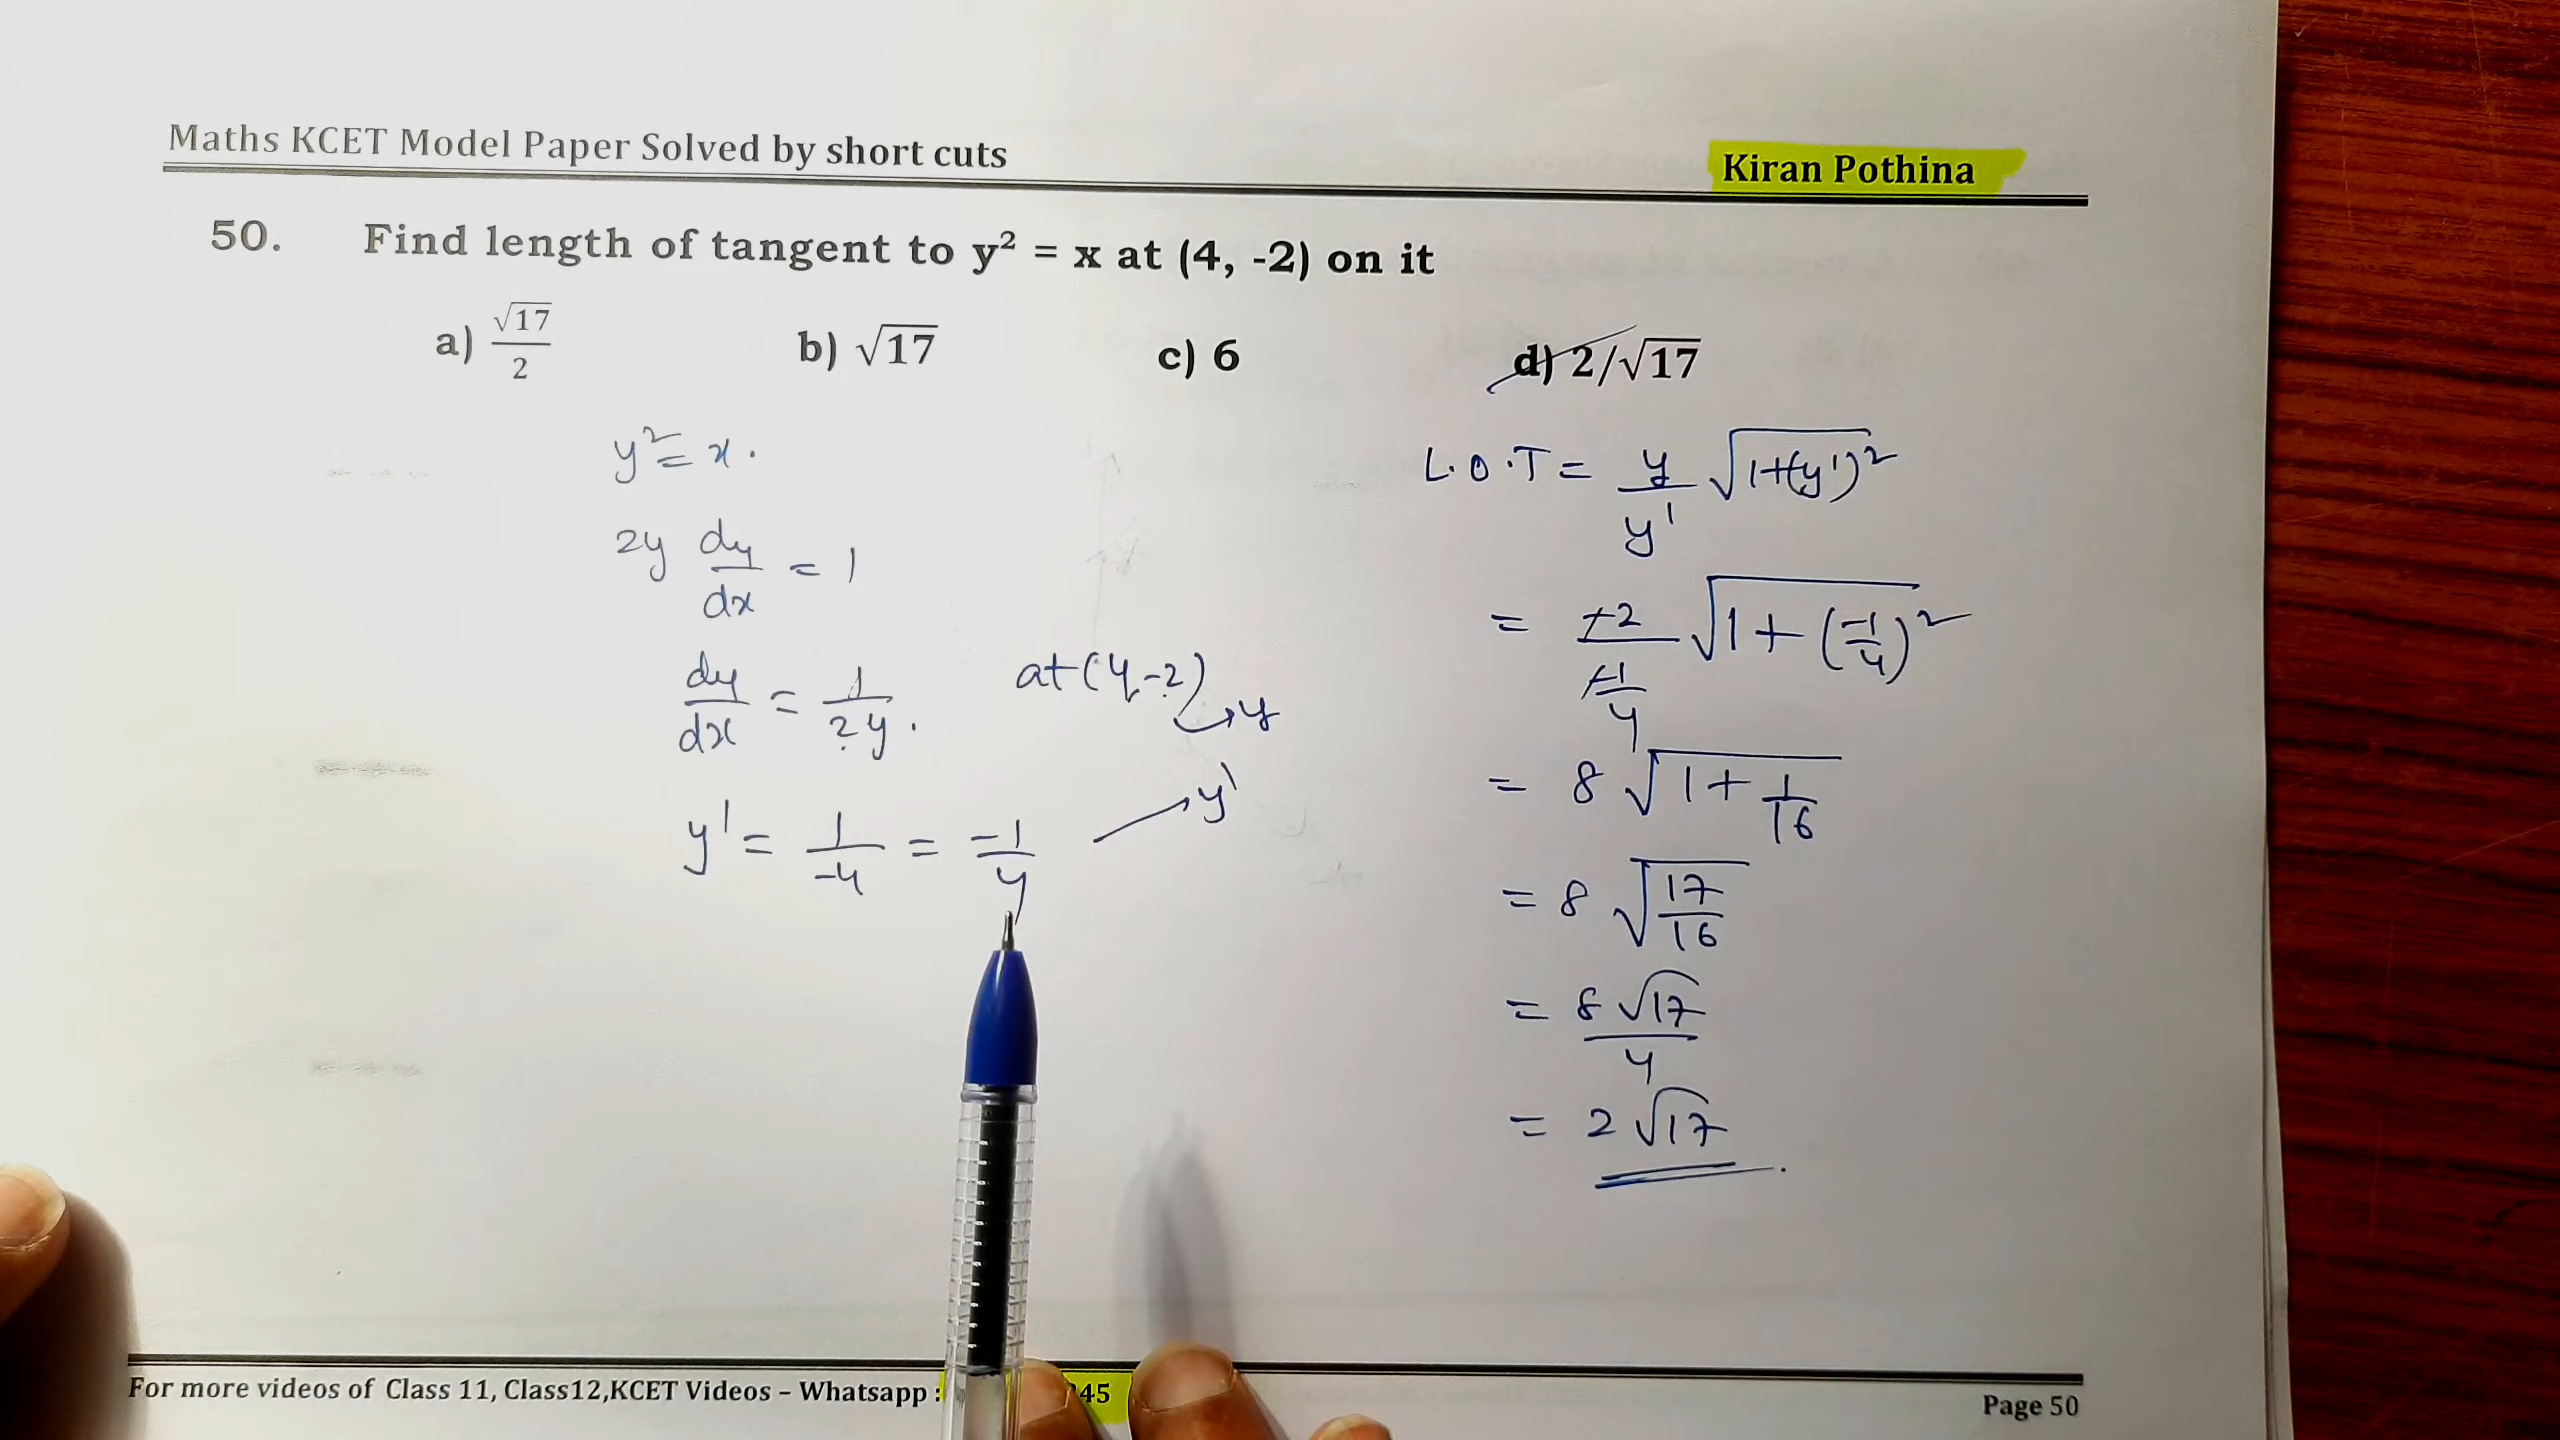 Maths KCET Model Paper Solved by short cuts
Kiran Pothina
50. Find length of tangent to y² = x at (4, -2) on it
a) √17/2 b) √17 c) 6 d) 2/√17
y² = x.
2y dy/dx = 1
dy/dx = 1/2y. at (4,-2) → y
y' = 1/-4 = -1/4 → y'
L.O.T = y/y' √1+(y')²
= -2/(-1/4) √1+(-1/4)²
= 8 √1+1/16
= 8 √17/16
= 8√17/4
= 2√17
For more videos of Class 11, Class12,KCET Videos – Whatsapp : 45
Page 50